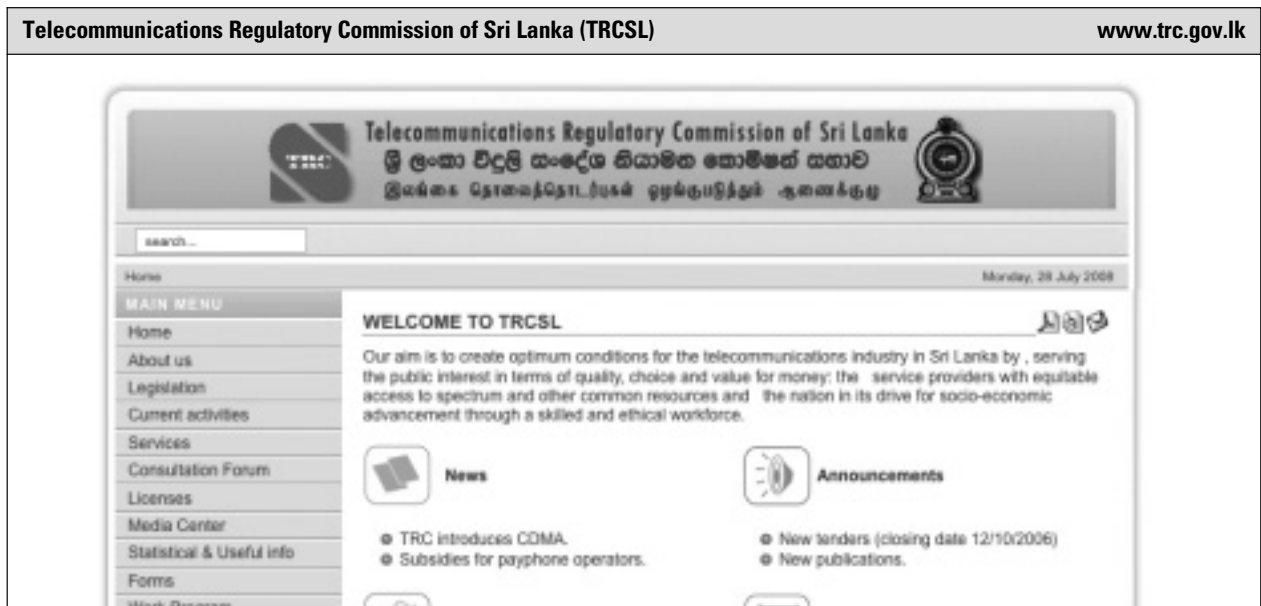 Telecommunications Regulatory Commission of Sri Lanka (TRCSL) www.trc.gov.lk
TRC
Telecommunications Regulatory Commission of Sri Lanka
ශ්‍රී ලංකා විදුලි සංදේශ නියාමන කොමිෂන් සභාව
இலங்கை தொலைத்தொடர்புகள் ஒழுங்குபடுத்தும் ஆணைக்குழு
search...
Home Monday, 28 July 2008
MAIN MENU
Home
About us
Legislation
Current activities
Services
Consultation Forum
Licenses
Media Center
Statistical & Useful info
Forms
Work Program
WELCOME TO TRCSL
Our aim is to create optimum conditions for the telecommunications industry in Sri Lanka by , serving
the public interest in terms of quality, choice and value for money: the service providers with equitable
access to spectrum and other common resources and the nation in its drive for socio-economic
advancement through a skilled and ethical workforce.
News
TRC introduces CDMA.
Subsidies for payphone operators.
Announcements
New tenders (closing date 12/10/2006)
New publications.